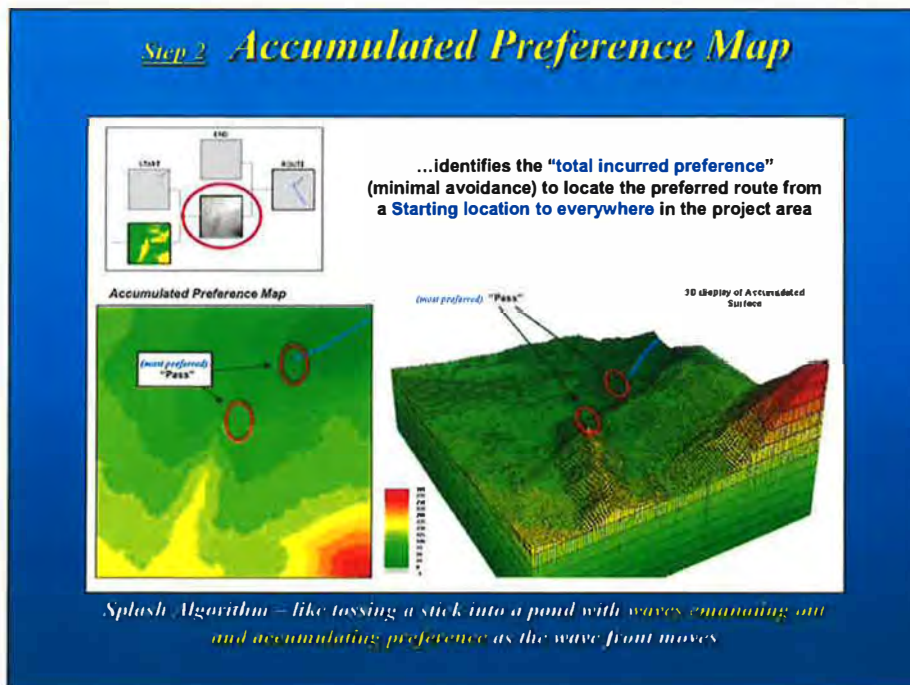 Step 2 Accumulated Preference Map
END
START
ROUTE
...identifies the “total incurred preference”
(minimal avoidance) to locate the preferred route from
a Starting location to everywhere in the project area
Accumulated Preference Map
(most preferred)
"Pass"
(most preferred) "Pass"
3D display of Accumulated
Surface
Splash Algorithm – like tossing a stick into a pond with waves emanating out
and accumulating preference as the wave front moves